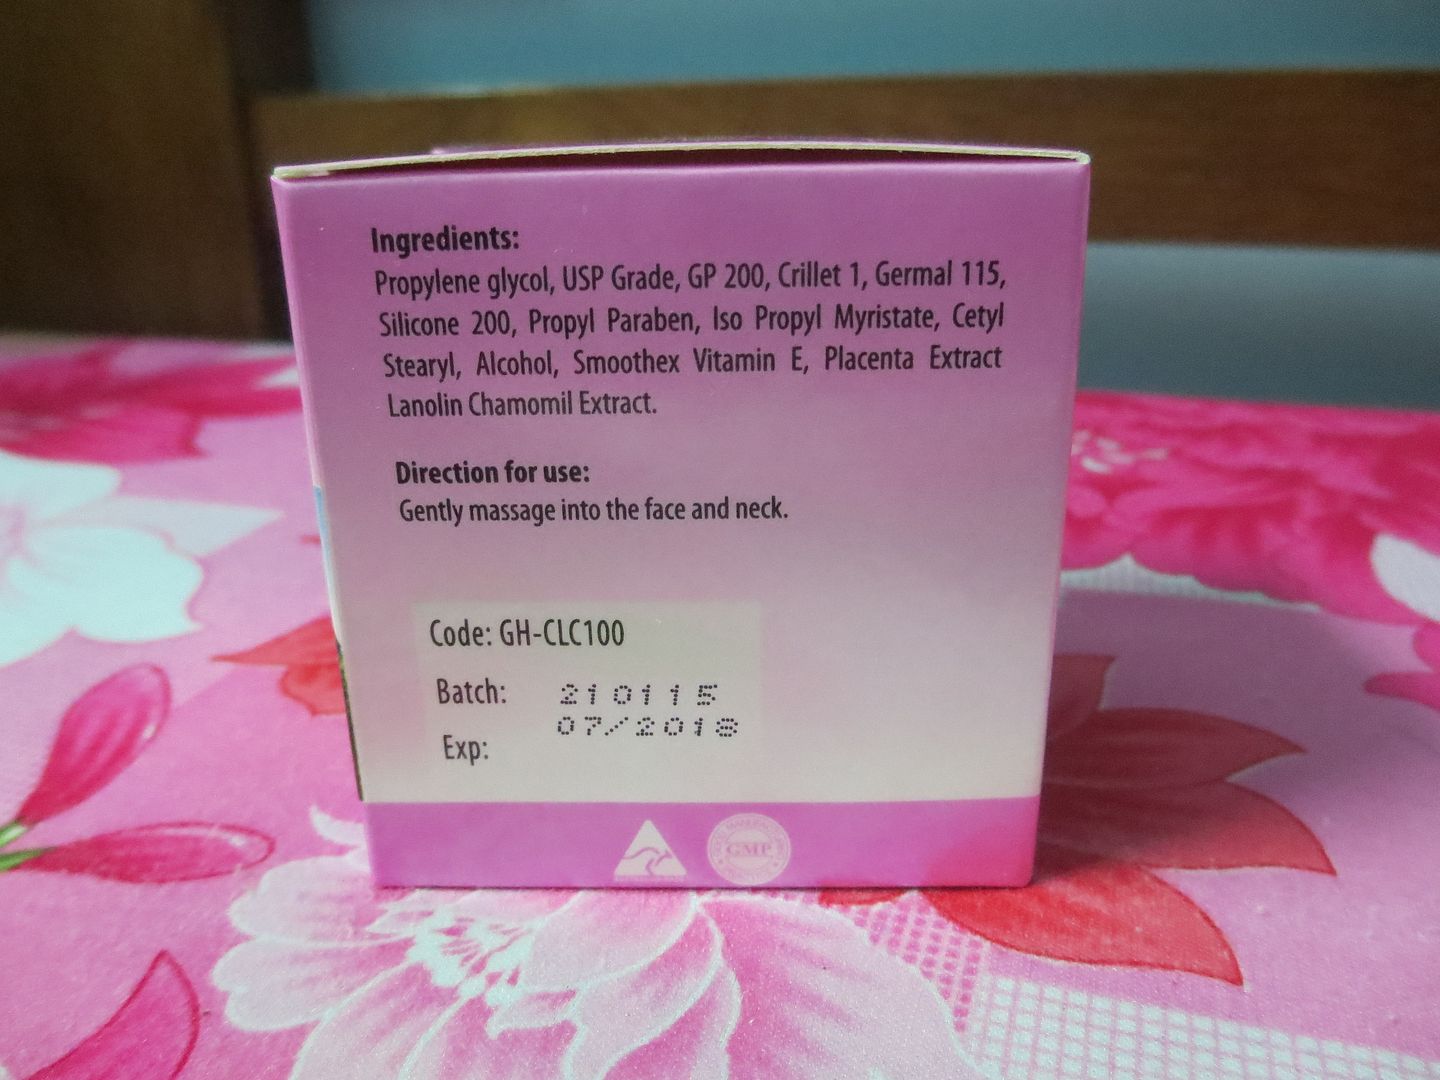 Ingredients:
Propylene glycol, USP Grade, GP 200, Crillet 1, Germal 115,
Silicone 200, Propyl Paraben, Iso Propyl Myristate, Cetyl
Stearyl, Alcohol, Smoothex Vitamin E, Placenta Extract
Lanolin Chamomil Extract.
Direction for use:
Gently massage into the face and neck.
Code: GH-CLC100
Batch: 210115
07/2018
Exp:
GMP